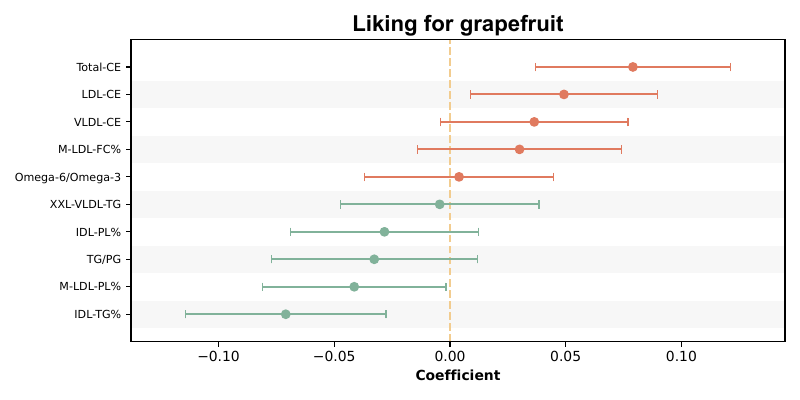 Liking for grapefruit
Total-CE
LDL-CE
VLDL-CE
M-LDL-FC%
Omega-6/Omega-3
XXL-VLDL-TG
IDL-PL%
TG/PG
M-LDL-PL%
IDL-TG%
−0.10 −0.05 0.00 0.05 0.10
Coefficient